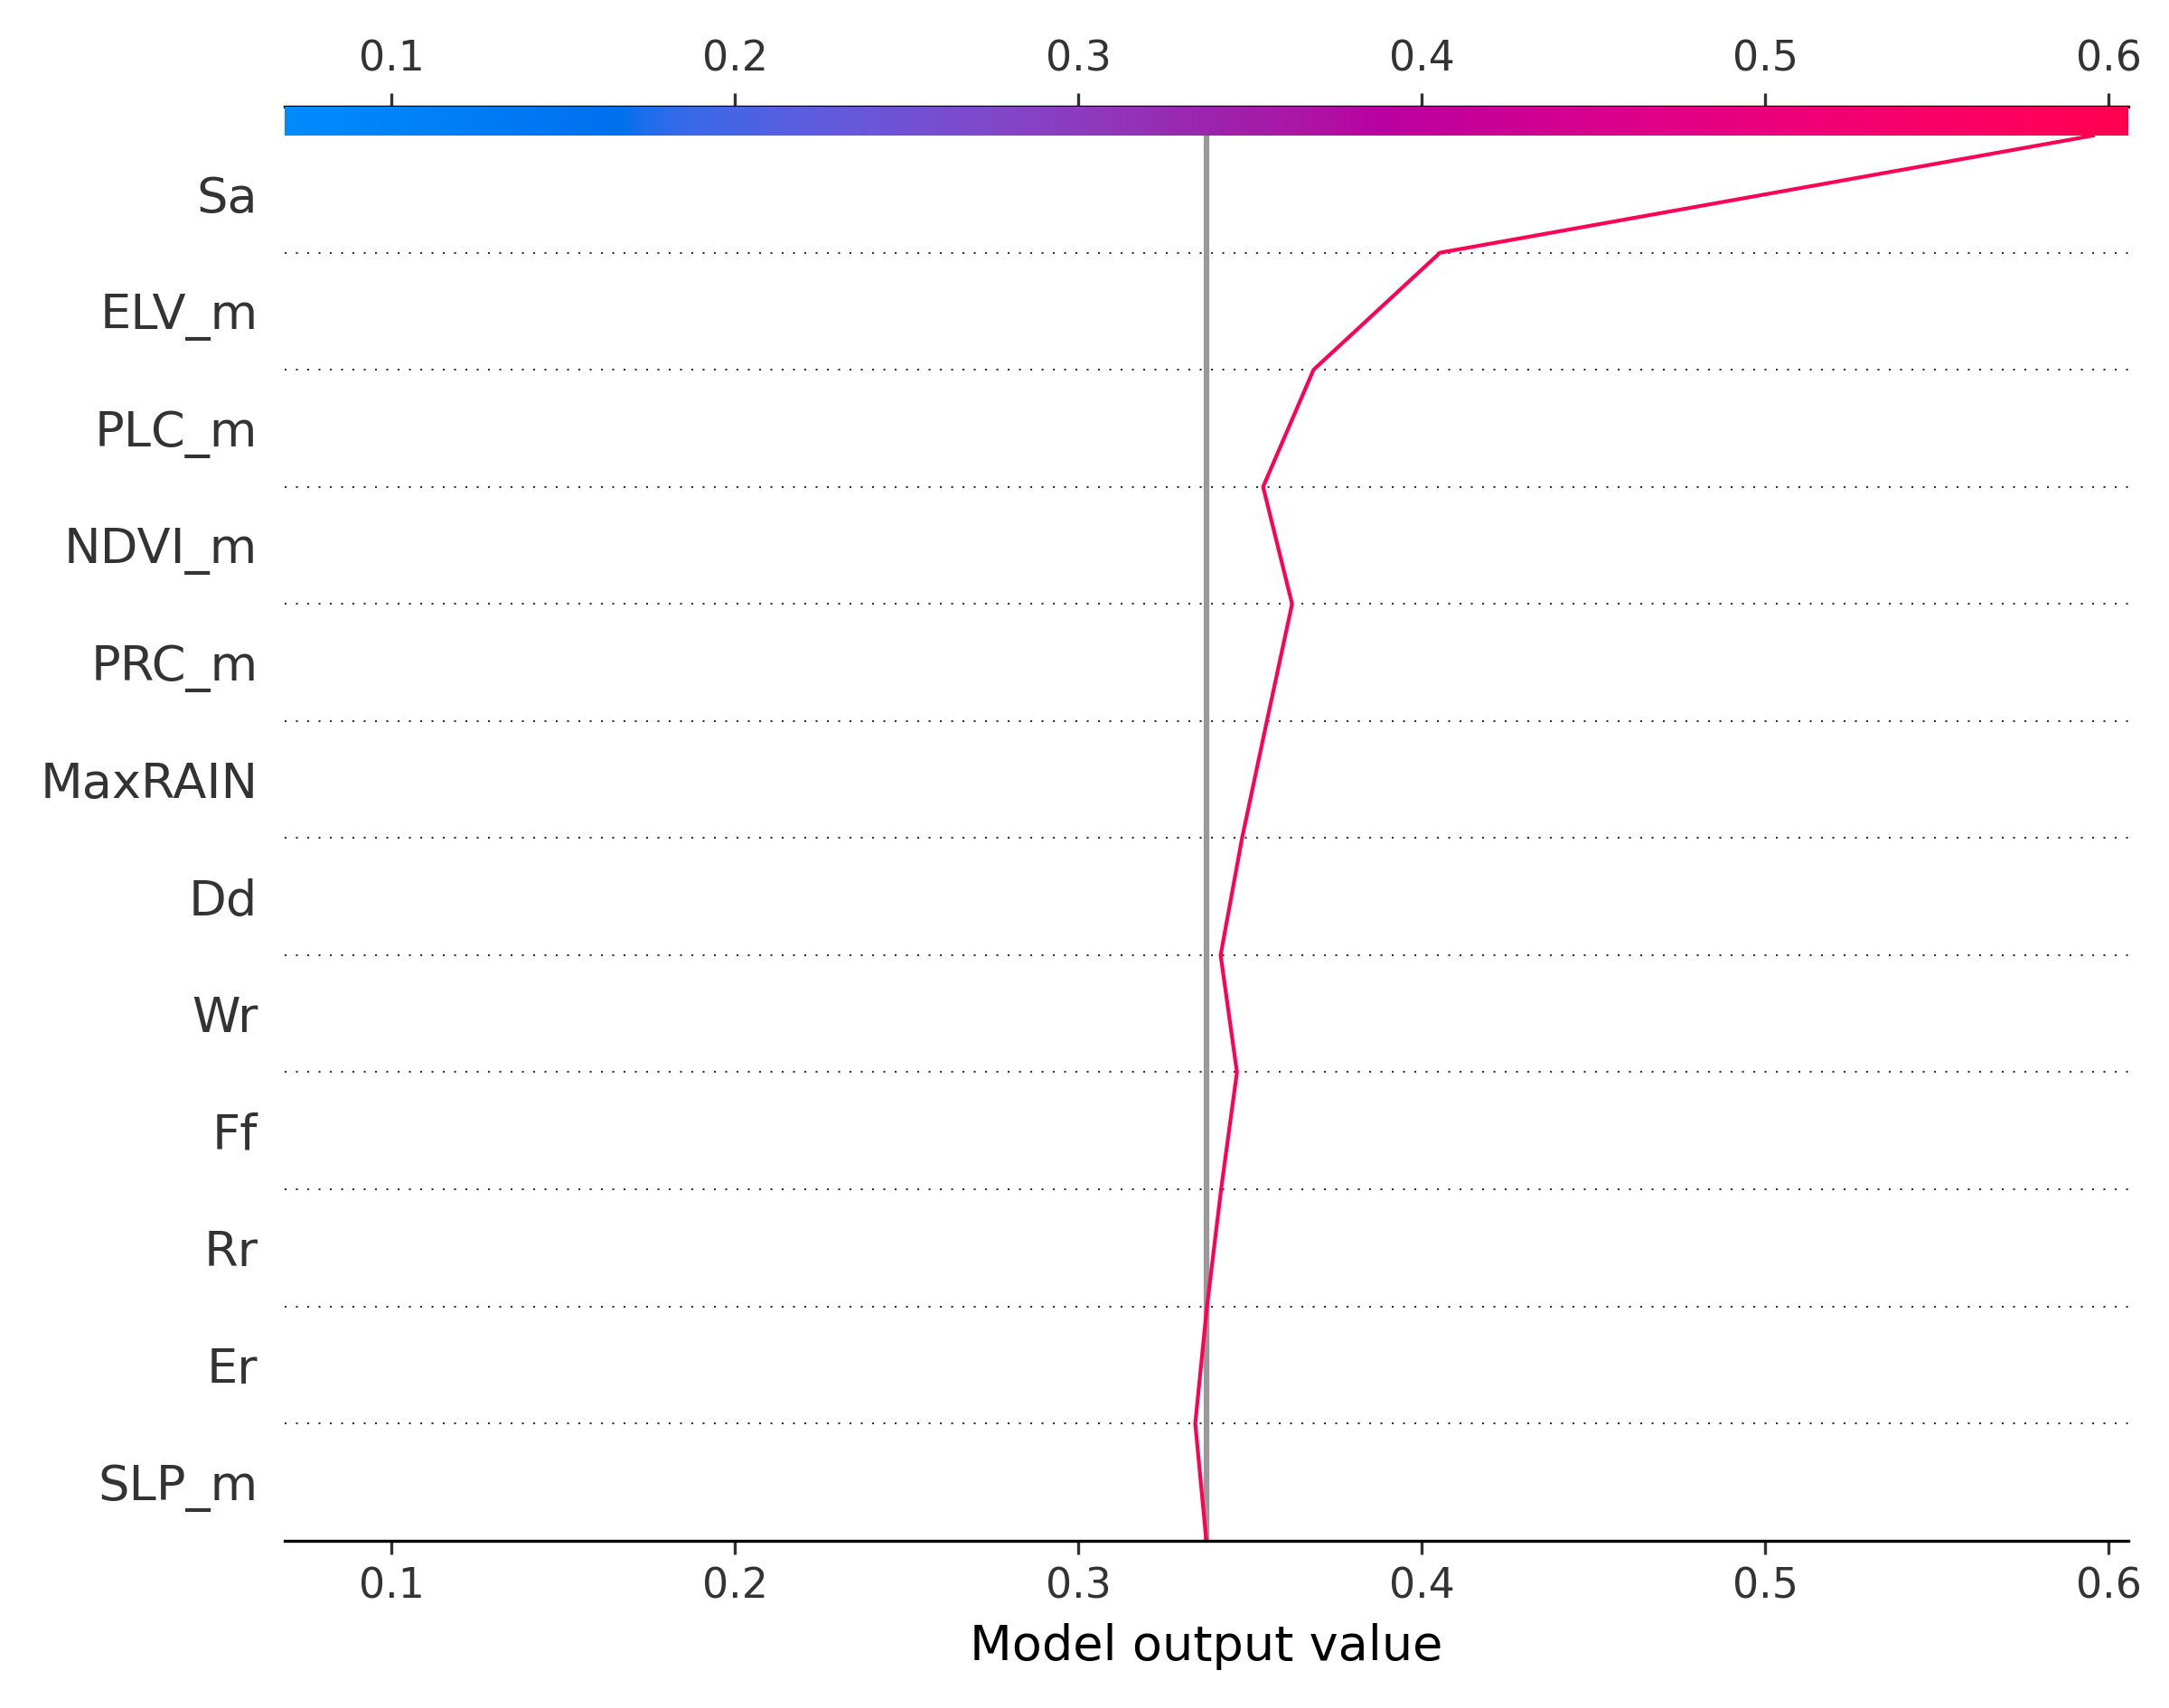 0.1 0.2 0.3 0.4 0.5 0.6
Sa
ELV_m
PLC_m
NDVI_m
PRC_m
MaxRAIN
Dd
Wr
Ff
Rr
Er
SLP_m
0.1 0.2 0.3 0.4 0.5 0.6
Model output value